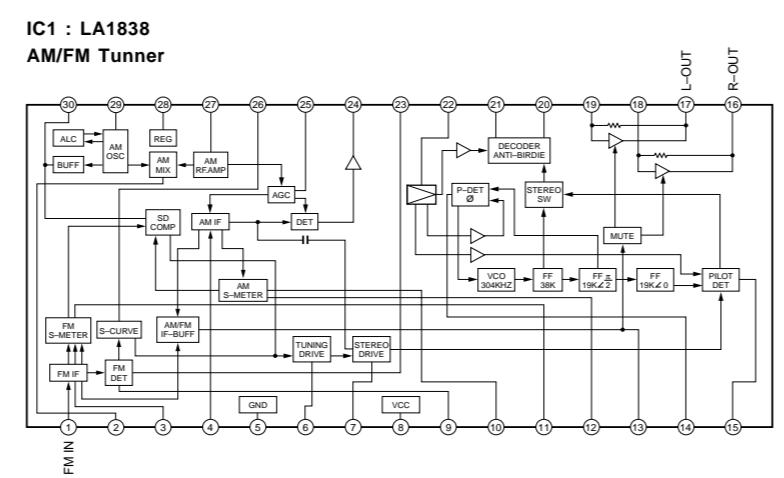 IC1 : LA1838
AM/FM Tunner
L–OUT
R–OUT
30 29 28 27 26 25 24 23 22 21 20 19 18 17 16
ALC
AM
OSC
REG
BUFF
AM
MIX
AM
RF.AMP
DECODER
ANTI–BIRDIE
AGC
P–DET
Ø
STEREO
SW
SD
COMP
AM IF
DET
MUTE
AM
S–METER
VCO
304KHZ
FF
38K
FF π
19K∠2
FF
19K∠0
PILOT
DET
FM
S–METER
S–CURVE
AM/FM
IF–BUFF
TUNING
DRIVE
STEREO
DRIVE
FM IF
FM
DET
GND
VCC
1 2 3 4 5 6 7 8 9 10 11 12 13 14 15
FM IN